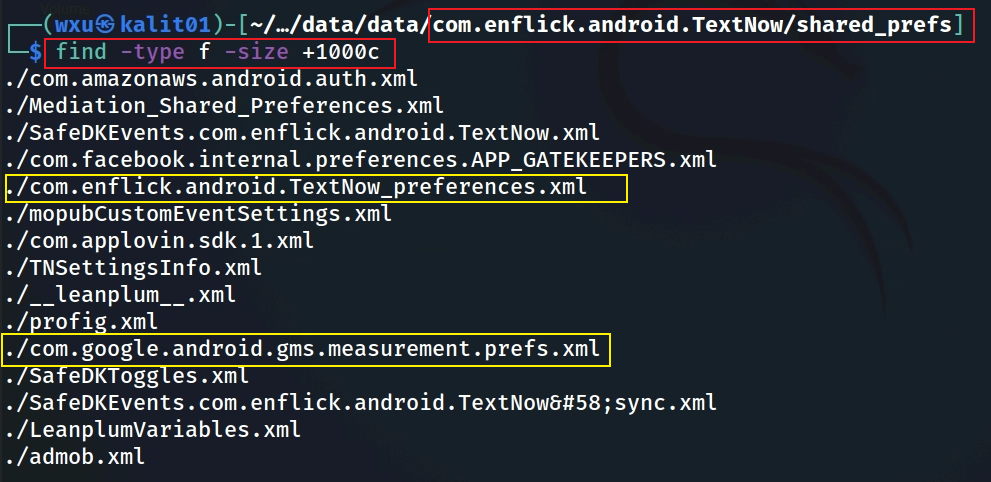 Volume
┌──(wxu㉿kalit01)-[~/…/data/data/com.enflick.android.TextNow/shared_prefs]
└─$ find -type f -size +1000c
./com.amazonaws.android.auth.xml
./Mediation_Shared_Preferences.xml
./SafeDKEvents.com.enflick.android.TextNow.xml
./com.facebook.internal.preferences.APP_GATEKEEPERS.xml
./com.enflick.android.TextNow_preferences.xml
./mopubCustomEventSettings.xml
./com.applovin.sdk.1.xml
./TNSettingsInfo.xml
./__leanplum__.xml
./profig.xml
./com.google.android.gms.measurement.prefs.xml
./SafeDKToggles.xml
./SafeDKEvents.com.enflick.android.TextNow&#58;sync.xml
./LeanplumVariables.xml
./admob.xml